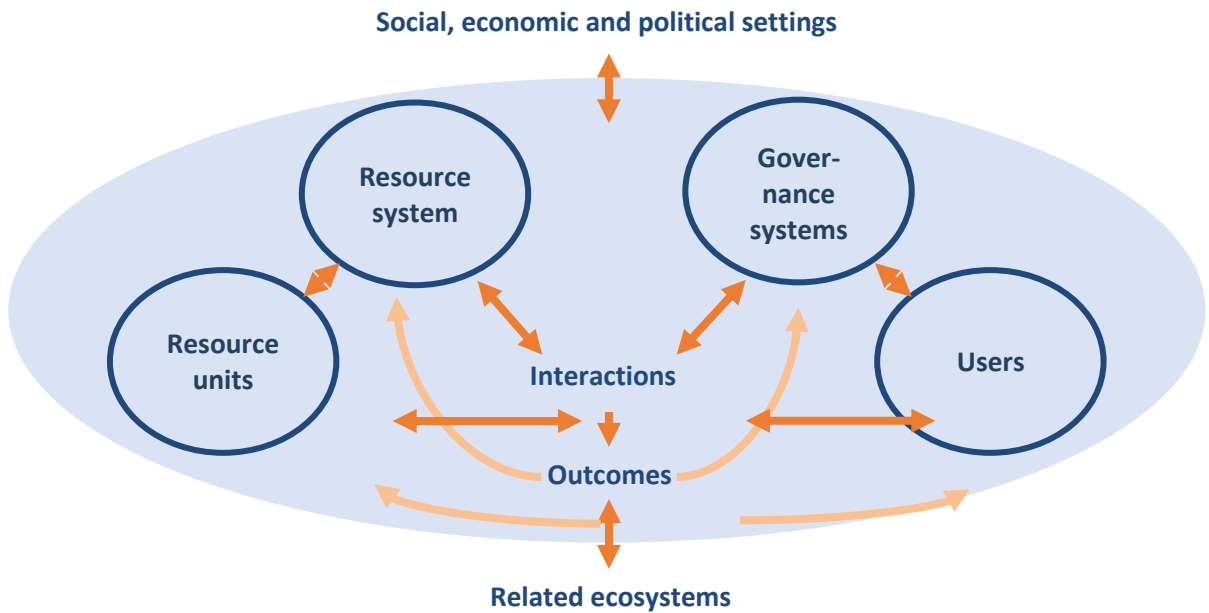 Social, economic and political settings
Resource
system
Gover-
nance
systems
Resource
units
Interactions
Users
Outcomes
Related ecosystems